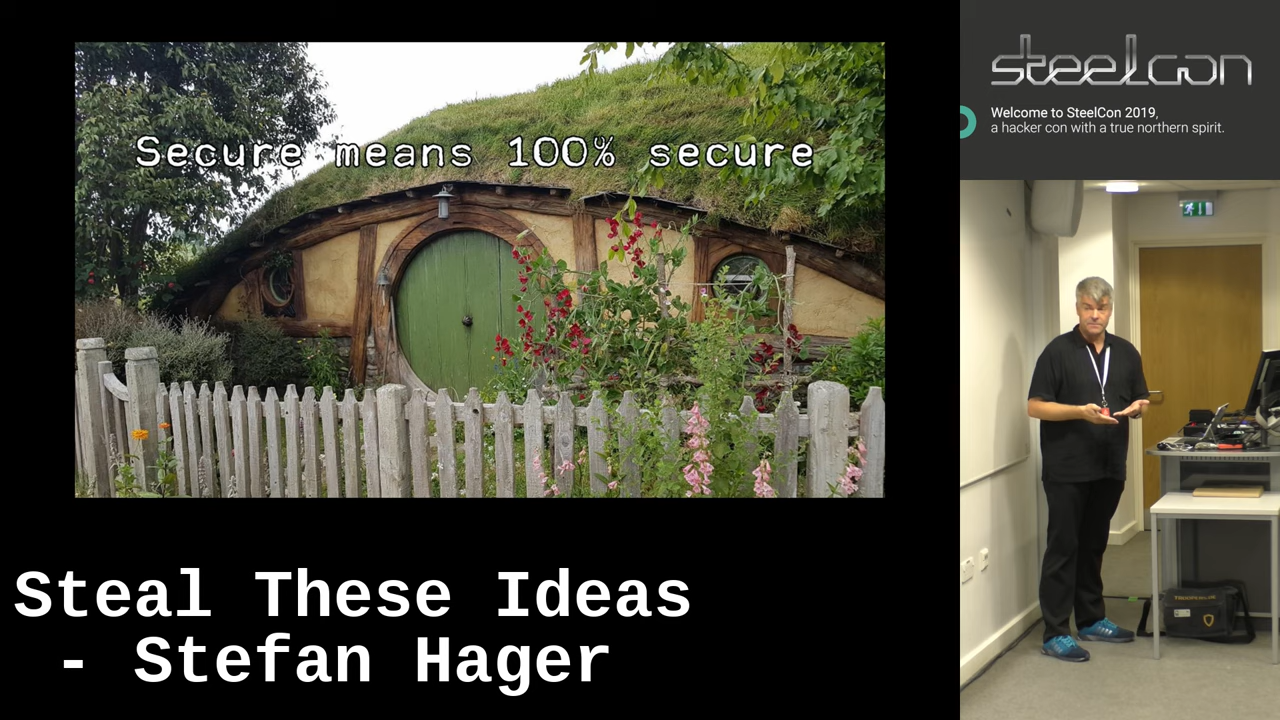 Secure means 100% secure
steelcon
Welcome to SteelCon 2019,
a hacker con with a true northern spirit.
TROOPERS
Steal These Ideas
- Stefan Hager